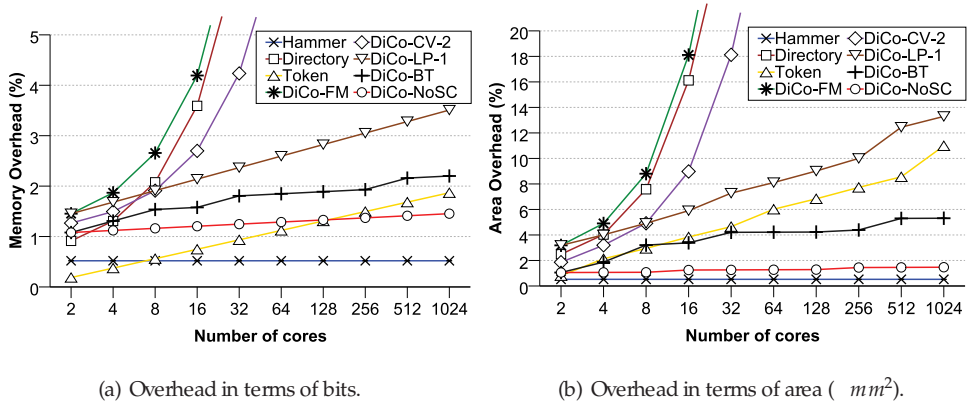 Memory Overhead (%)
5
4
3
2
1
0
Hammer
Directory
Token
DiCo-FM
DiCo-CV-2
DiCo-LP-1
DiCo-BT
DiCo-NoSC
2 4 8 16 32 64 128 256 512 1024
Number of cores
(a) Overhead in terms of bits.
Area Overhead (%)
20
18
16
14
12
10
8
6
4
2
0
Hammer
Directory
Token
DiCo-FM
DiCo-CV-2
DiCo-LP-1
DiCo-BT
DiCo-NoSC
2 4 8 16 32 64 128 256 512 1024
Number of cores
(b) Overhead in terms of area ( mm²).